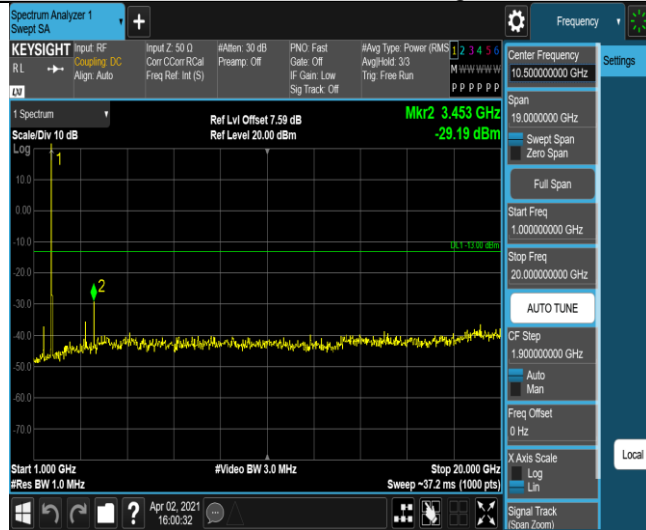 Spectrum Analyzer 1
Swept SA
+
Frequency
KEYSIGHT
Input: RF
Coupling: DC
Align: Auto
Input Z: 50 Ω
Corr CCorr RCal
Freq Ref: Int (S)
#Atten: 30 dB
Preamp: Off
PNO: Fast
Gate: Off
IF Gain: Low
Sig Track: Off
#Avg Type: Power (RMS
Avg|Hold: 3/3
Trig: Free Run
1 2 3 4 5 6
M W W W W W
P P P P P P
R L
LXI
1 Spectrum
Scale/Div 10 dB
Log
Ref Lvl Offset 7.59 dB
Ref Level 20.00 dBm
Mkr2 3.453 GHz
-29.19 dBm
1
10.0
0.00
-10.0
DL1 -13.00 dBm
-20.0
2
-30.0
-40.0
-50.0
-60.0
-70.0
Start 1.000 GHz
#Res BW 1.0 MHz
#Video BW 3.0 MHz
Stop 20.000 GHz
Sweep ~37.2 ms (1000 pts)
?
Apr 02, 2021
16:00:32
Center Frequency
10.500000000 GHz
Settings
Span
19.0000000 GHz
Swept Span
Zero Span
Full Span
Start Freq
1.000000000 GHz
Stop Freq
20.000000000 GHz
AUTO TUNE
CF Step
1.900000000 GHz
Auto
Man
Freq Offset
0 Hz
X Axis Scale
Log
Lin
Local
Signal Track
(Span Zoom)